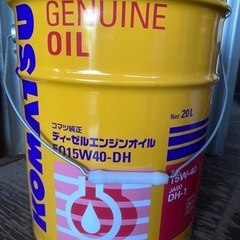 GENUINE
OIL
KOMATSU
Net 20L
コマツ純正
ディーゼルエンジンオイル
EO15W40-DH
15W-40
JASO
DH-1